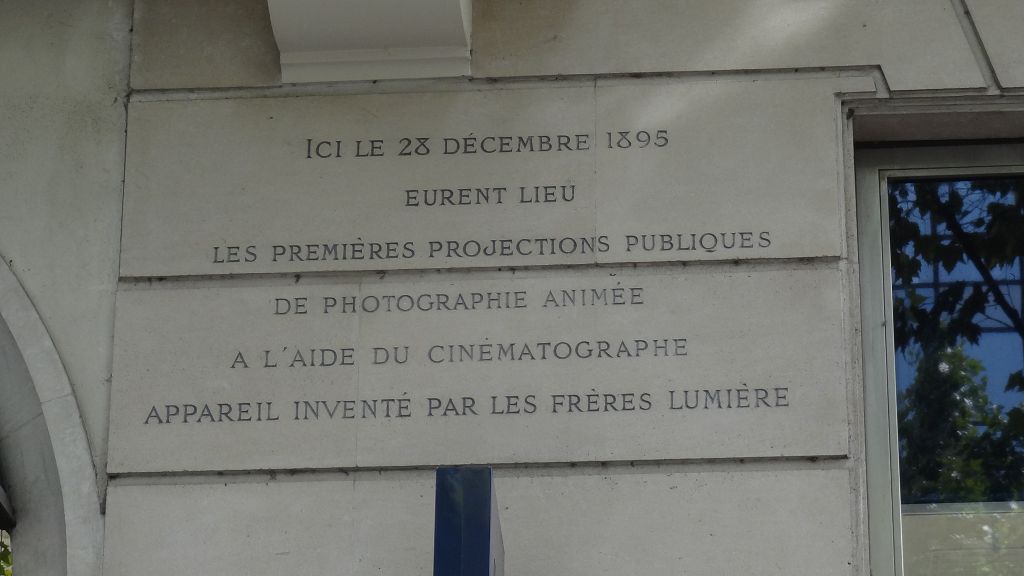 ICI LE 28 DÉCEMBRE 1895
EURENT LIEU
LES PREMIÈRES PROJECTIONS PUBLIQUES
DE PHOTOGRAPHIE ANIMÉE
A L'AIDE DU CINÉMATOGRAPHE
APPAREIL INVENTÉ PAR LES FRÈRES LUMIÈRE